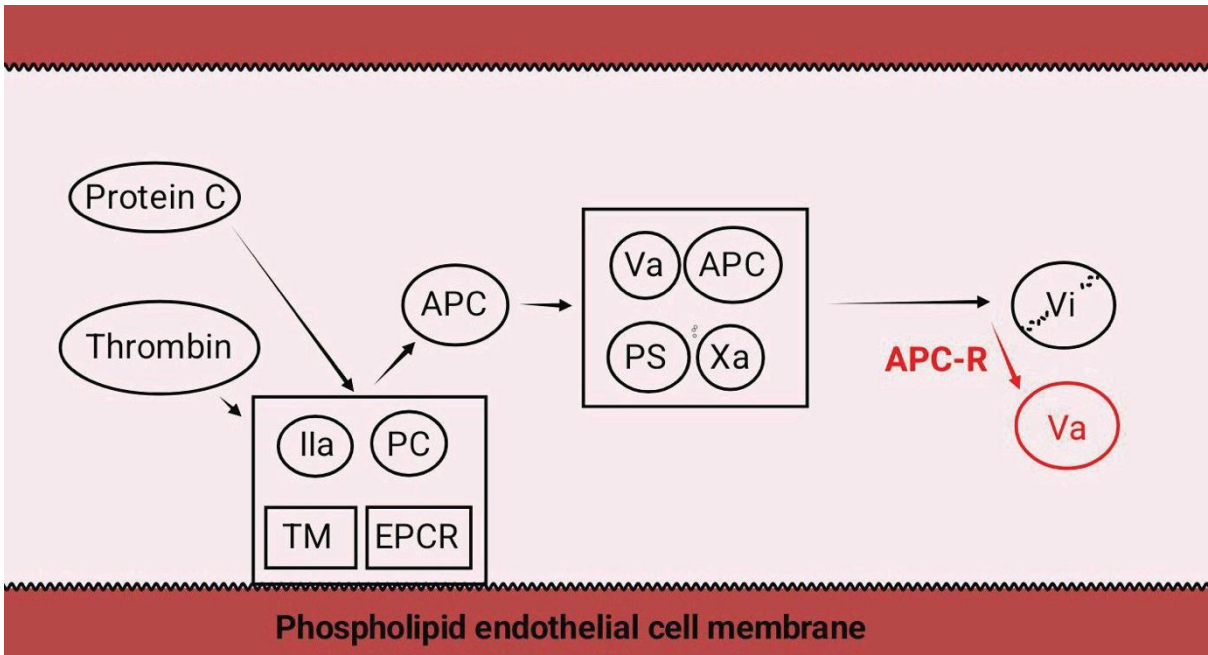 Protein C
Thrombin
APC
IIa
PC
TM
EPCR
Va
APC
PS
Xa
Vi
APC-R
Va
Phospholipid endothelial cell membrane